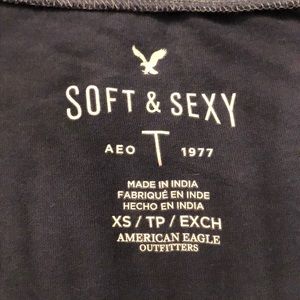 SOFT & SEXY
AEO T 1977
MADE IN INDIA
FABRIQUÉ EN INDE
HECHO EN INDIA
XS / TP / EXCH
AMERICAN EAGLE
OUTFITTERS